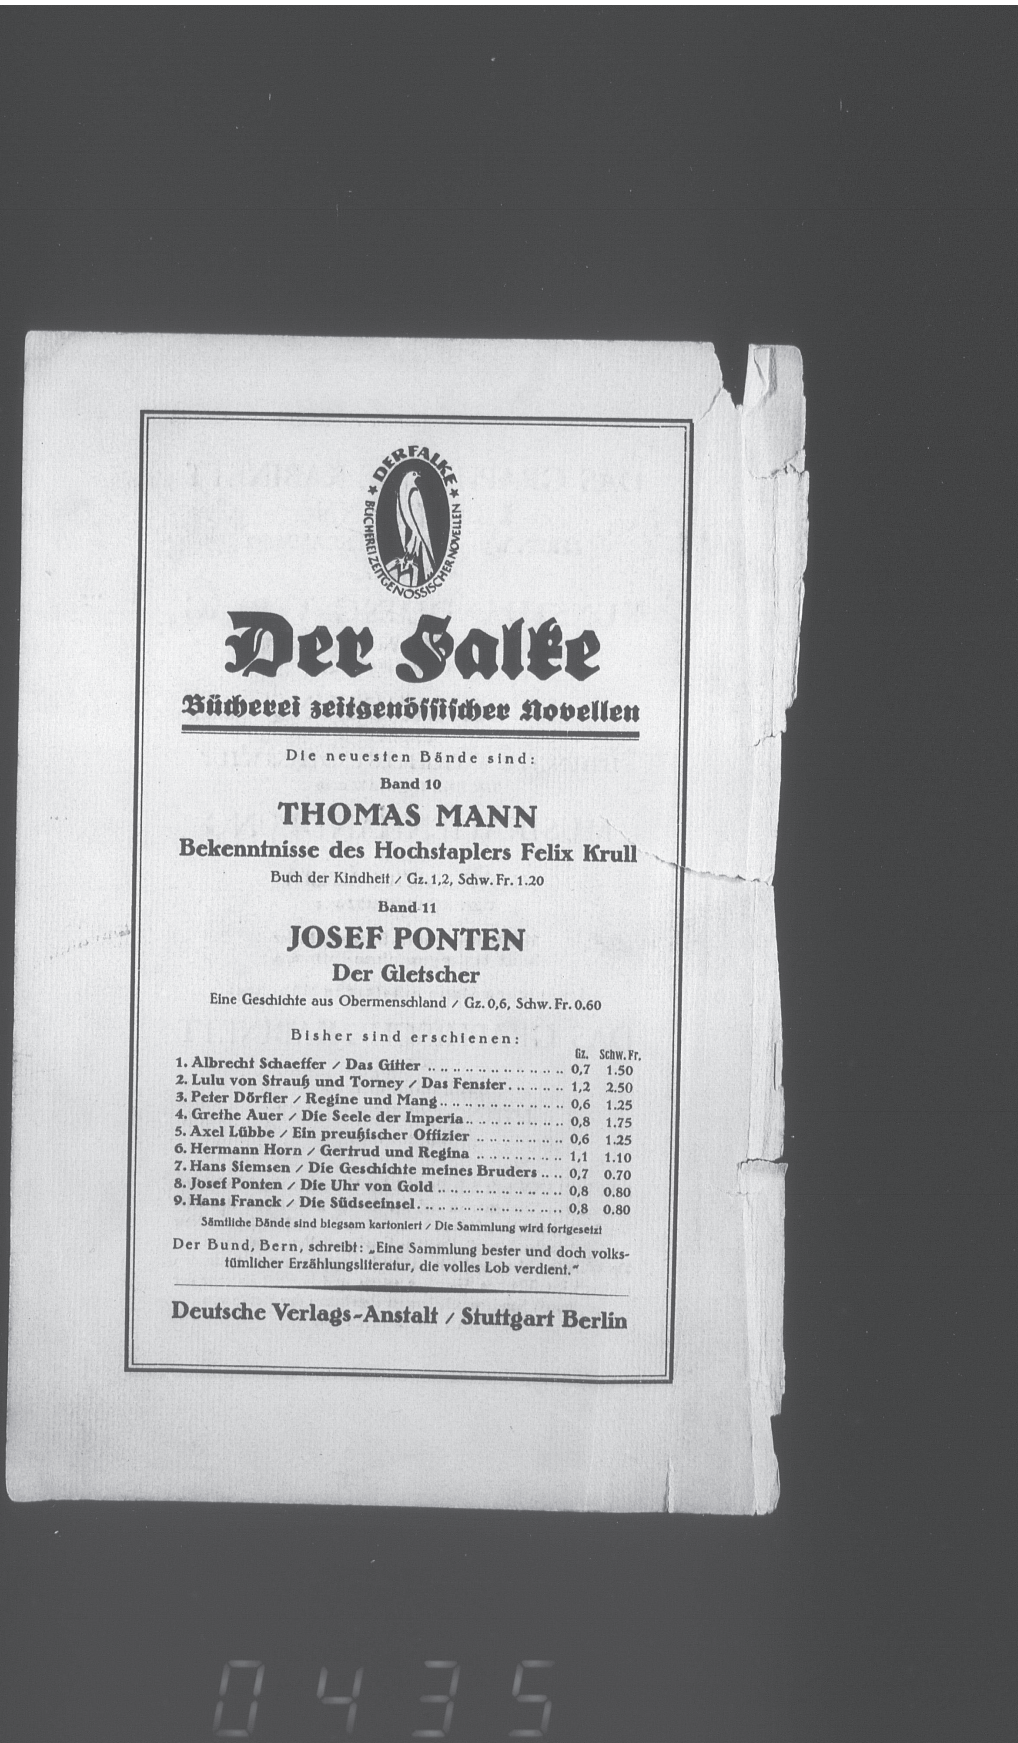 ★ DER FALKE ★
BÜCHEREI ZEITGENÖSSISCHER NOVELLEN
Der Falke
Bücherei zeitgenössischer Novellen
Die neuesten Bände sind:
Band 10
THOMAS MANN
Bekenntnisse des Hochstaplers Felix Krull
Buch der Kindheit / Gz. 1,2, Schw. Fr. 1.20
Band 11
JOSEF PONTEN
Der Gletscher
Eine Geschichte aus Obermenschland / Gz. 0,6, Schw. Fr. 0.60
Bisher sind erschienen:
Gz. Schw. Fr.
1. Albrecht Schaeffer / Das Gitter .................. 0,7 1.50
2. Lulu von Strauß und Torney / Das Fenster........ 1,2 2.50
3. Peter Dörfler / Regine und Mang................ 0,6 1.25
4. Grethe Auer / Die Seele der Imperia............. 0,8 1.75
5. Axel Lübbe / Ein preußischer Offizier ............ 0,6 1.25
6. Hermann Horn / Gertrud und Regina ............ 1,1 1.10
7. Hans Siemsen / Die Geschichte meines Bruders .... 0,7 0.70
8. Josef Ponten / Die Uhr von Gold ................ 0,8 0.80
9. Hans Franck / Die Südseeinsel................... 0,8 0.80
Sämtliche Bände sind biegsam kartoniert / Die Sammlung wird fortgesetzt
Der Bund, Bern, schreibt: „Eine Sammlung bester und doch volks-
tümlicher Erzählungsliteratur, die volles Lob verdient.“
Deutsche Verlags-Anstalt / Stuttgart Berlin
0435